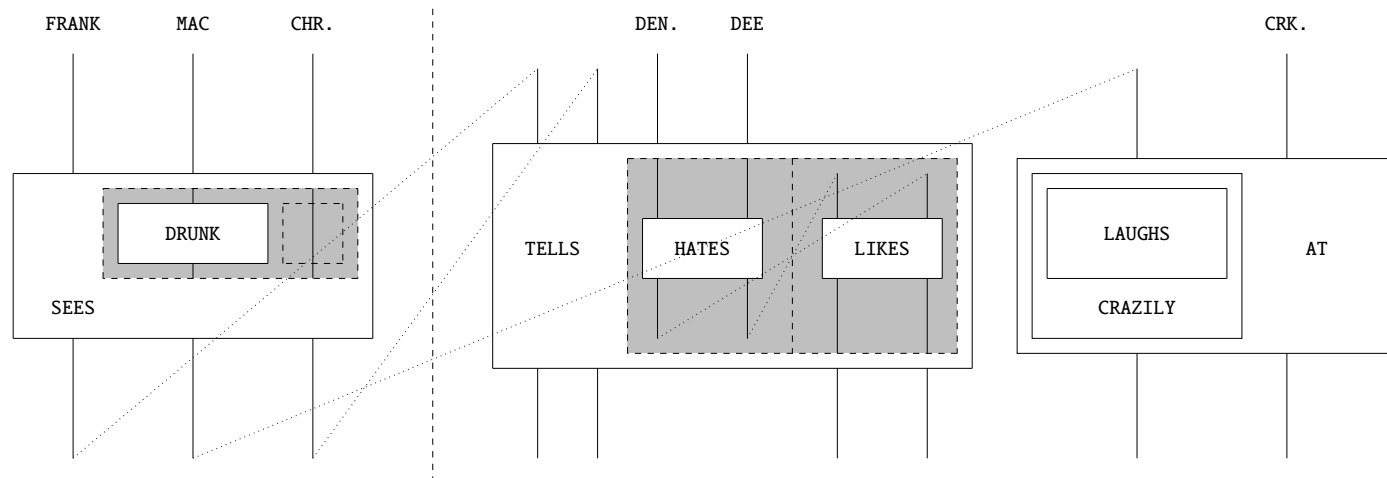 FRANK MAC CHR. DEN. DEE CRK.
DRUNK TELLS HATES LIKES LAUGHS AT
SEES CRAZILY